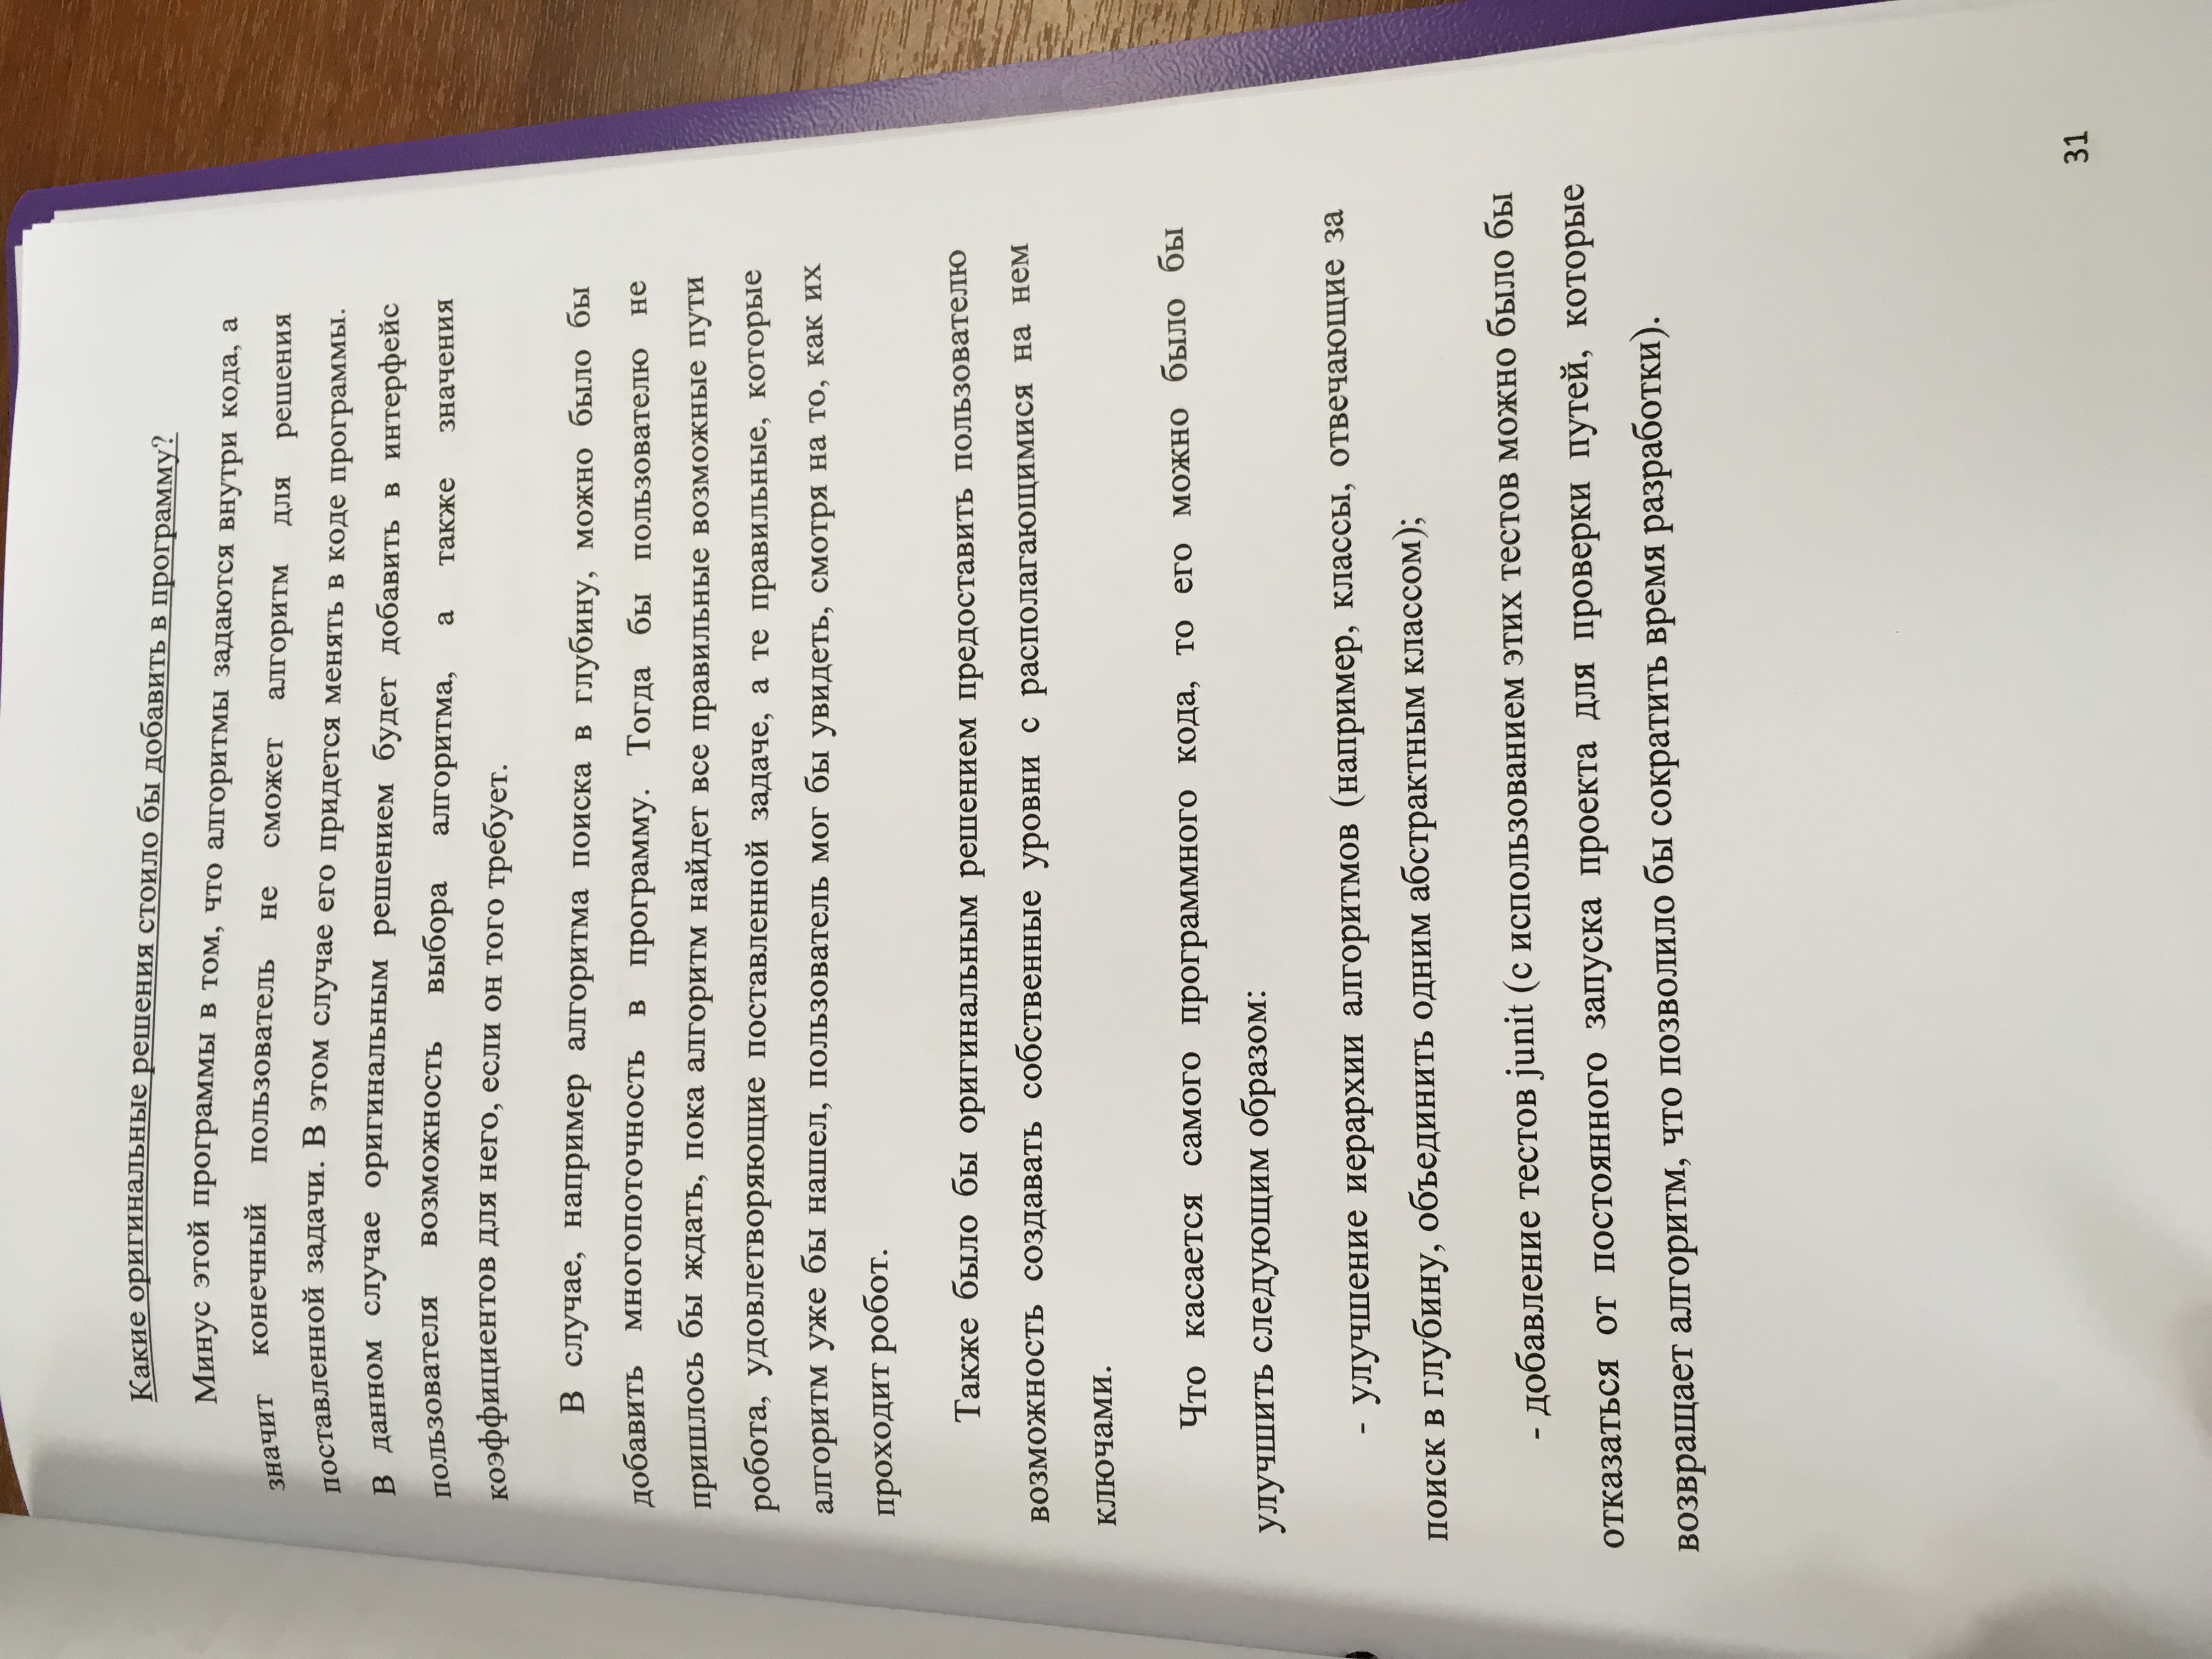 Какие оригинальные решения стоило бы добавить в программу?
Минус этой программы в том, что алгоритмы задаются внутри кода, а
значит конечный пользователь не сможет алгоритм для решения
поставленной задачи. В этом случае его придется менять в коде программы.
В данном случае оригинальным решением будет добавить в интерфейс
пользователя возможность выбора алгоритма, а также значения
коэффициентов для него, если он того требует.
В случае, например алгоритма поиска в глубину, можно было бы
добавить многопоточность в программу. Тогда бы пользователю не
пришлось бы ждать, пока алгоритм найдет все правильные возможные пути
робота, удовлетворяющие поставленной задаче, а те правильные, которые
алгоритм уже бы нашел, пользователь мог бы увидеть, смотря на то, как их
проходит робот.
Также было бы оригинальным решением предоставить пользователю
возможность создавать собственные уровни с располагающимися на нем
ключами.
Что касается самого программного кода, то его можно было бы
улучшить следующим образом:
- улучшение иерархии алгоритмов (например, классы, отвечающие за
поиск в глубину, объединить одним абстрактным классом);
- добавление тестов junit (с использованием этих тестов можно было бы
отказаться от постоянного запуска проекта для проверки путей, которые
возвращает алгоритм, что позволило бы сократить время разработки).
31